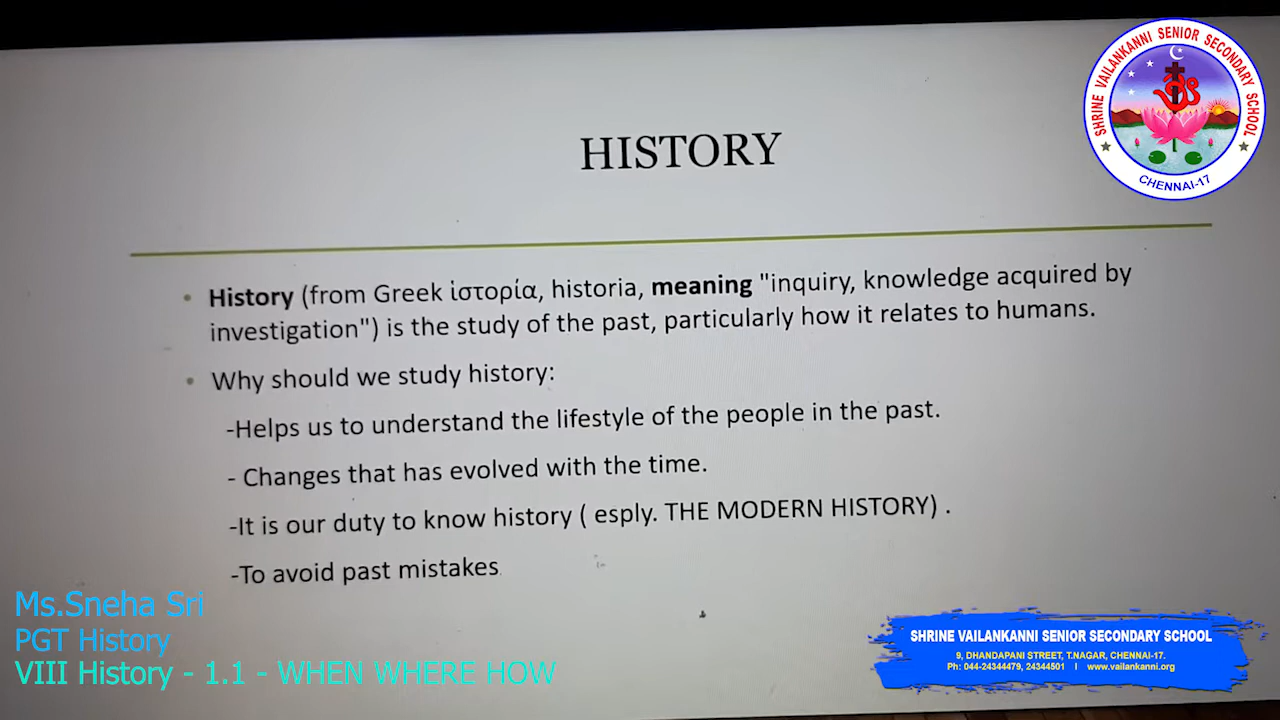 SHRINE VAILANKANNI SENIOR SECONDARY SCHOOL
CHENNAI-17
HISTORY
• History (from Greek ἱστορία, historia, meaning "inquiry, knowledge acquired by
investigation") is the study of the past, particularly how it relates to humans.
• Why should we study history:
-Helps us to understand the lifestyle of the people in the past.
- Changes that has evolved with the time.
-It is our duty to know history ( esply. THE MODERN HISTORY) .
-To avoid past mistakes
Ms.Sneha Sri
PGT History
VIII History - 1.1 - WHEN WHERE HOW
SHRINE VAILANKANNI SENIOR SECONDARY SCHOOL
9, DHANDAPANI STREET, T.NAGAR, CHENNAI-17.
Ph: 044-24344479, 24344501 I www.vailankanni.org